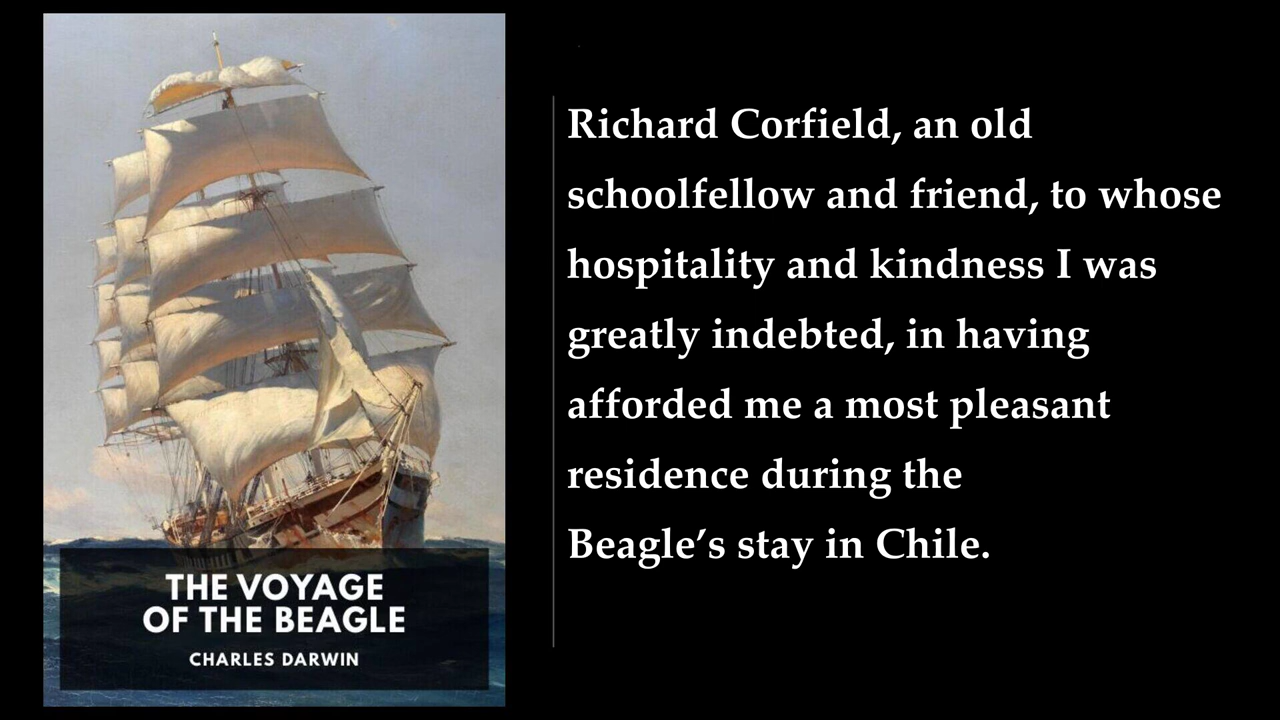 THE VOYAGE
OF THE BEAGLE
CHARLES DARWIN
Richard Corfield, an old
schoolfellow and friend, to whose
hospitality and kindness I was
greatly indebted, in having
afforded me a most pleasant
residence during the
Beagle’s stay in Chile.